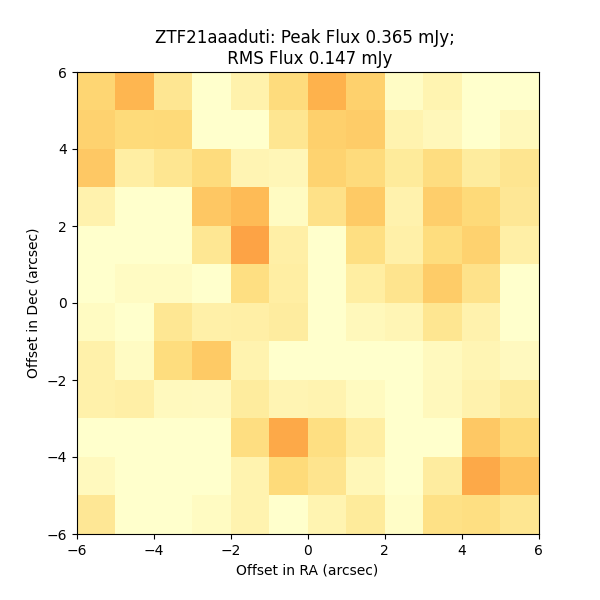 ZTF21aaaduti: Peak Flux 0.365 mJy;
RMS Flux 0.147 mJy
6
4
2
0
−2
−4
−6
Offset in Dec (arcsec)
−6 −4 −2 0 2 4 6
Offset in RA (arcsec)